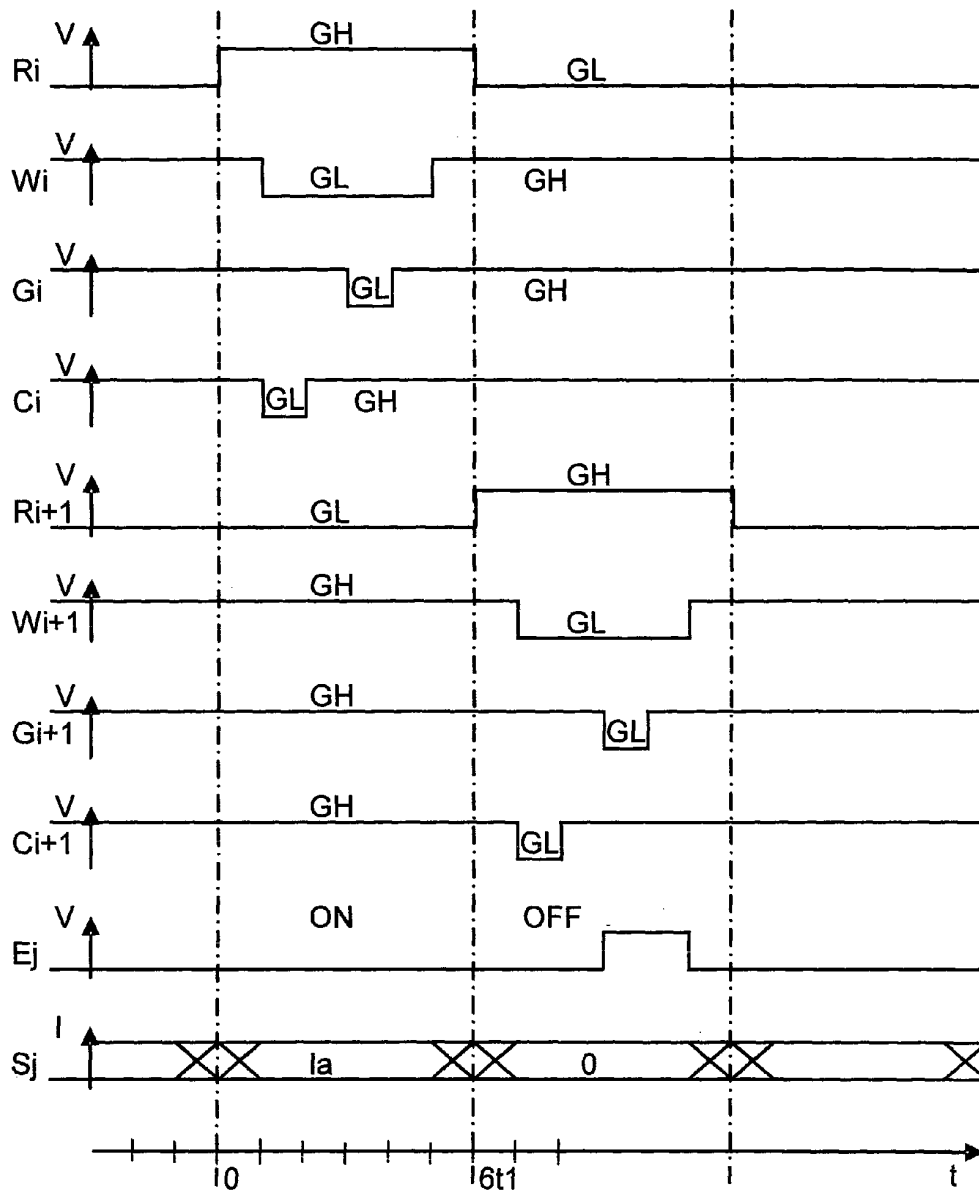 V GH
Ri GL
V
Wi GL GH
V
Gi GL GH
V
Ci GL GH
V GH
Ri+1 GL
V GH
Wi+1 GL
V GH
Gi+1 GL
V GH
Ci+1 GL
V ON OFF
Ej
I
Sj Ia 0
0 6t1 t